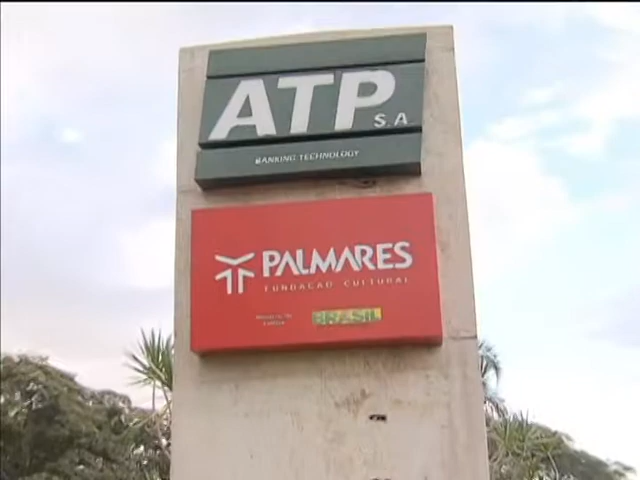 ATP
S.A
BANKING TECHNOLOGY
PALMARES
FUNDAÇÃO CULTURAL
BRASIL